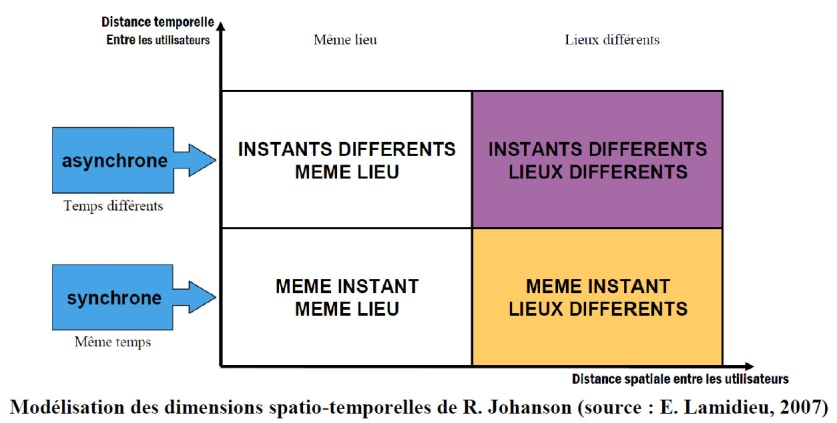 Distance temporelle
Entre les utilisateurs
Même lieu
Lieux différents
asynchrone
Temps différents
INSTANTS DIFFERENTS
MEME LIEU
INSTANTS DIFFERENTS
LIEUX DIFFERENTS
synchrone
Même temps
MEME INSTANT
MEME LIEU
MEME INSTANT
LIEUX DIFFERENTS
Distance spatiale entre les utilisateurs
Modélisation des dimensions spatio-temporelles de R. Johanson (source : E. Lamidieu, 2007)